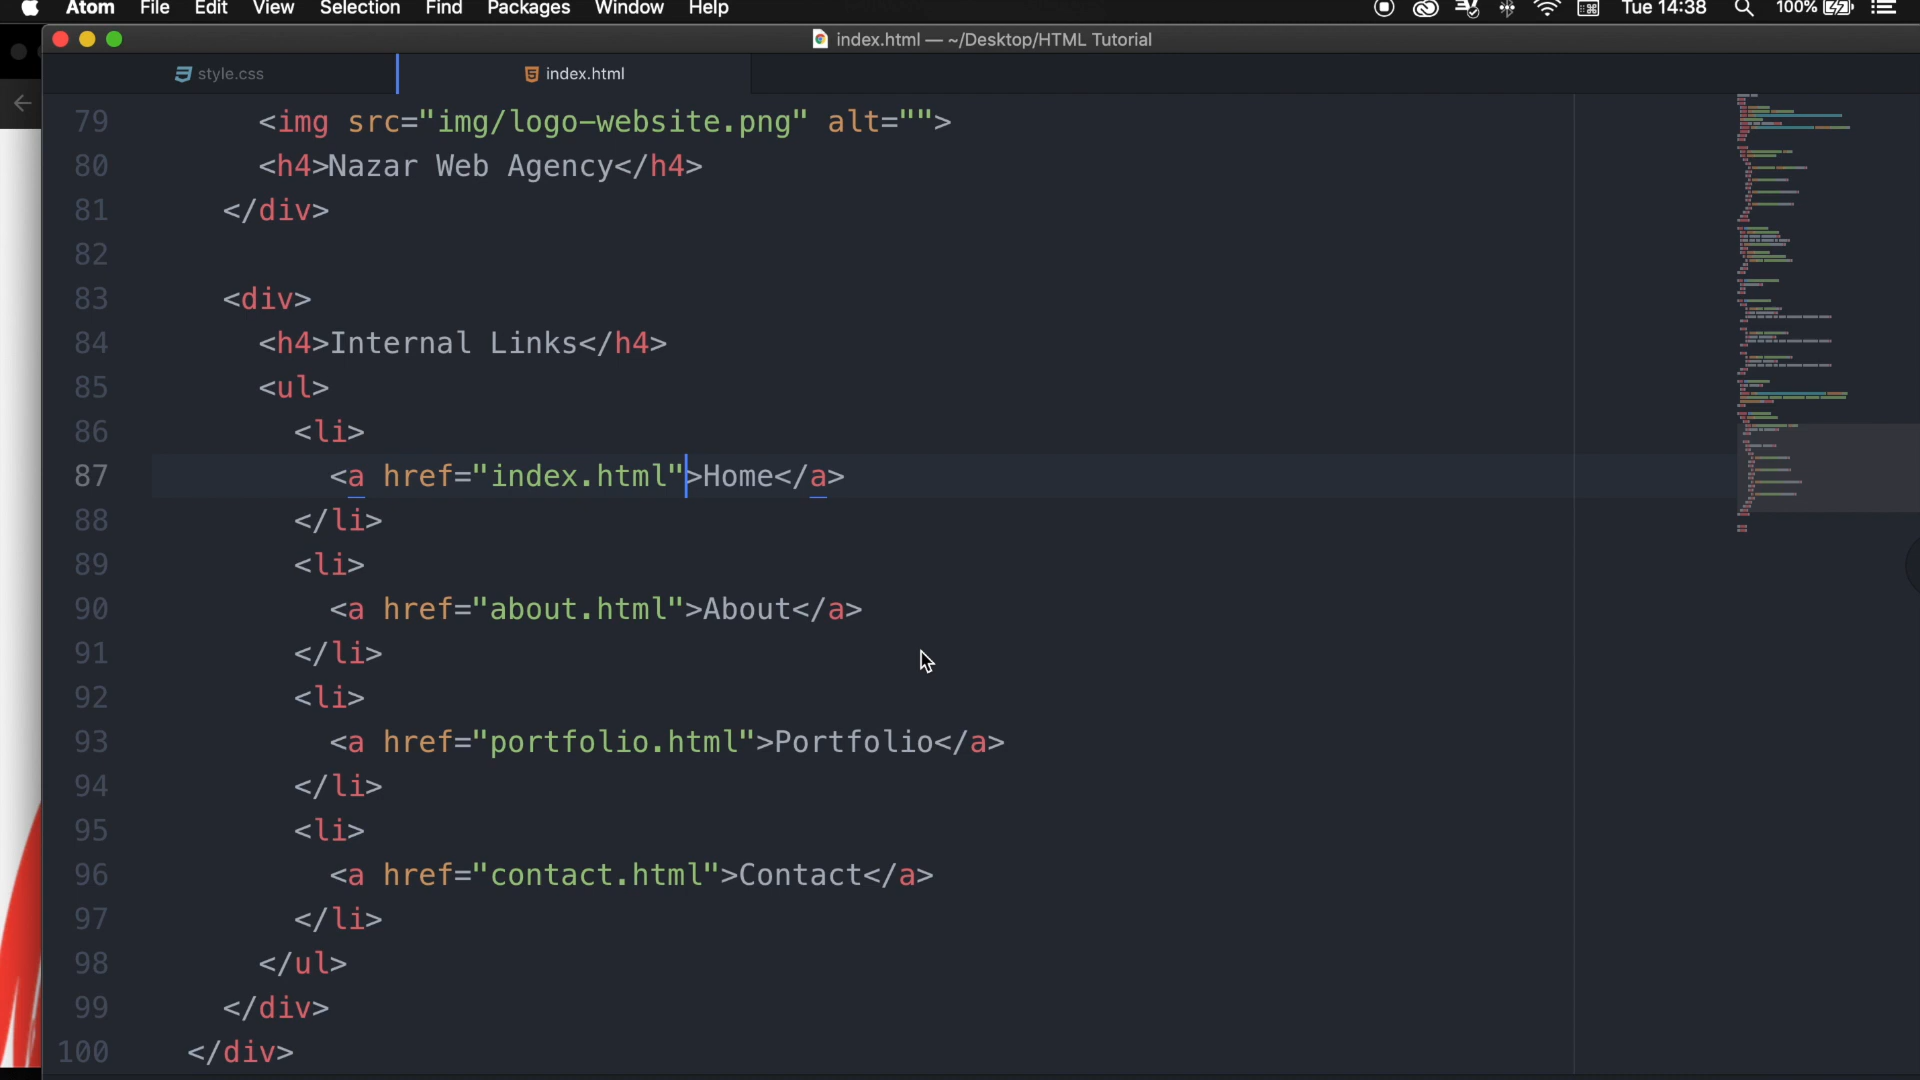 Atom File Edit View Selection Find Packages Window Help Tue 14:38 100%
index.html — ~/Desktop/HTML Tutorial
style.css index.html
79 <img src="img/logo-website.png" alt="">
80 <h4>Nazar Web Agency</h4>
81 </div>
82
83 <div>
84 <h4>Internal Links</h4>
85 <ul>
86 <li>
87 <a href="index.html">Home</a>
88 </li>
89 <li>
90 <a href="about.html">About</a>
91 </li>
92 <li>
93 <a href="portfolio.html">Portfolio</a>
94 </li>
95 <li>
96 <a href="contact.html">Contact</a>
97 </li>
98 </ul>
99 </div>
100 </div>